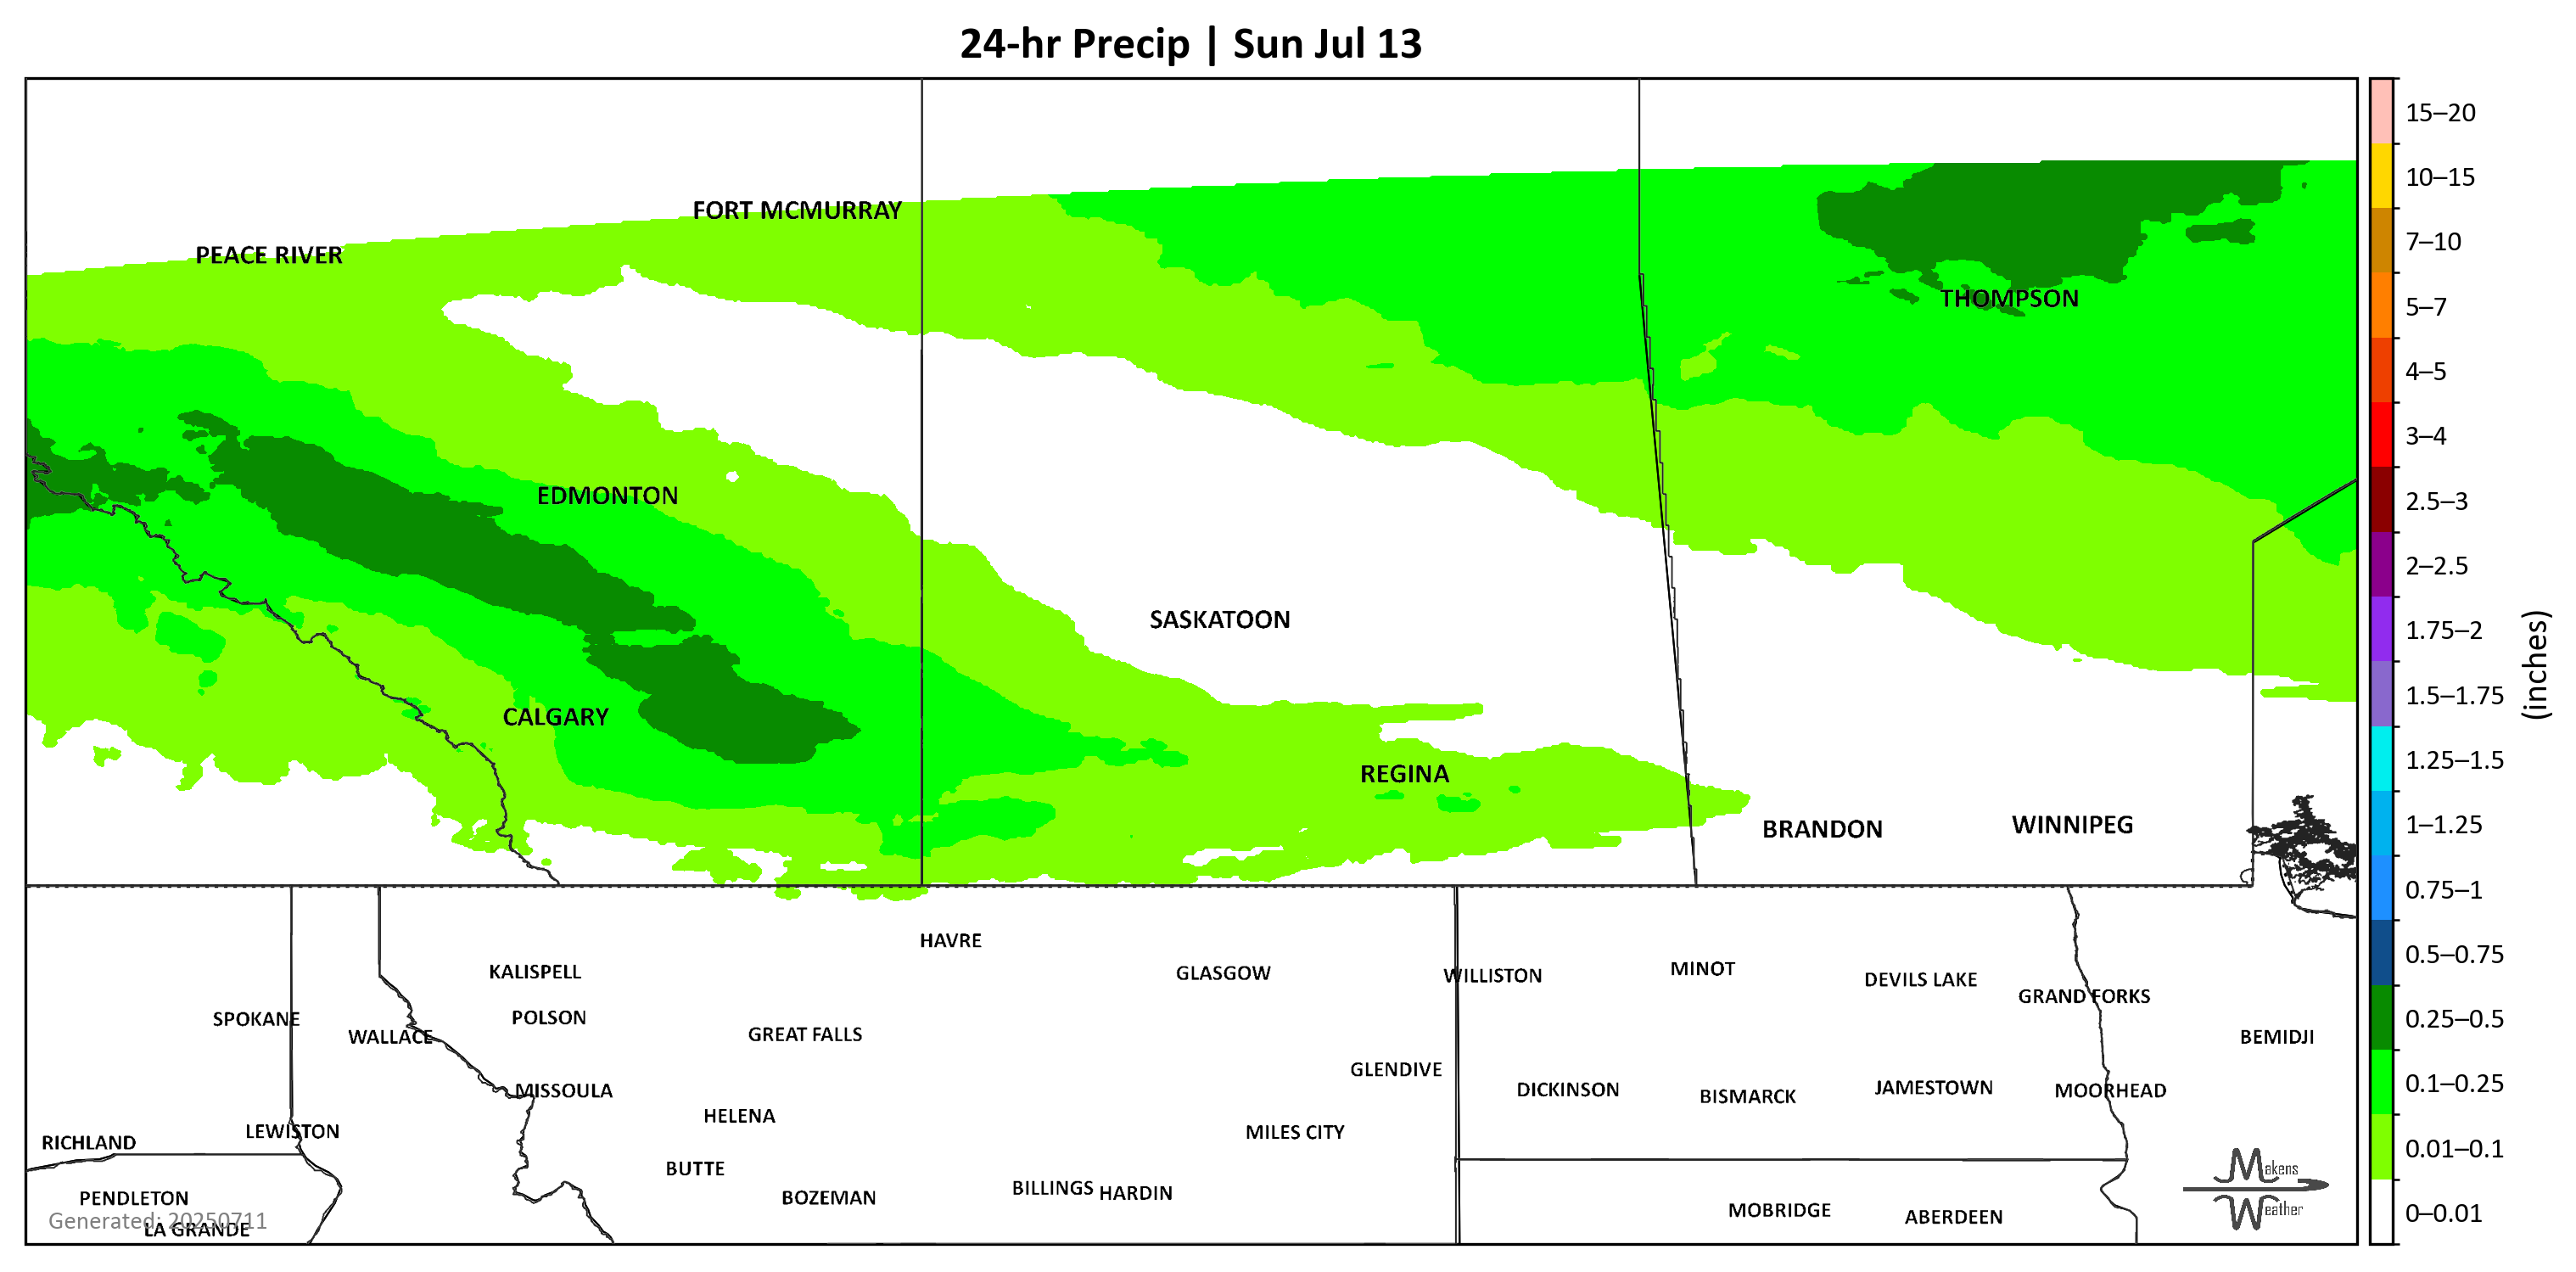 24-hr Precip | Sun Jul 13
15–20
10–15
7–10
5–7
4–5
3–4
2.5–3
2–2.5
1.75–2
1.5–1.75
1.25–1.5
1–1.25
0.75–1
0.5–0.75
0.25–0.5
0.1–0.25
0.01–0.1
0–0.01
(inches)
FORT MCMURRAY
PEACE RIVER
THOMPSON
EDMONTON
SASKATOON
CALGARY
REGINA
BRANDON
WINNIPEG
HAVRE
KALISPELL
GLASGOW
WILLISTON
MINOT
DEVILS LAKE
GRAND FORKS
SPOKANE
POLSON
WALLACE
GREAT FALLS
BEMIDJI
GLENDIVE
MISSOULA
DICKINSON
BISMARCK
JAMESTOWN
MOORHEAD
HELENA
LEWISTON
MILES CITY
RICHLAND
BUTTE
BILLINGS
HARDIN
PENDLETON
BOZEMAN
MOBRIDGE
ABERDEEN
Generated: 20250711
LA GRANDE
Makens
Weather